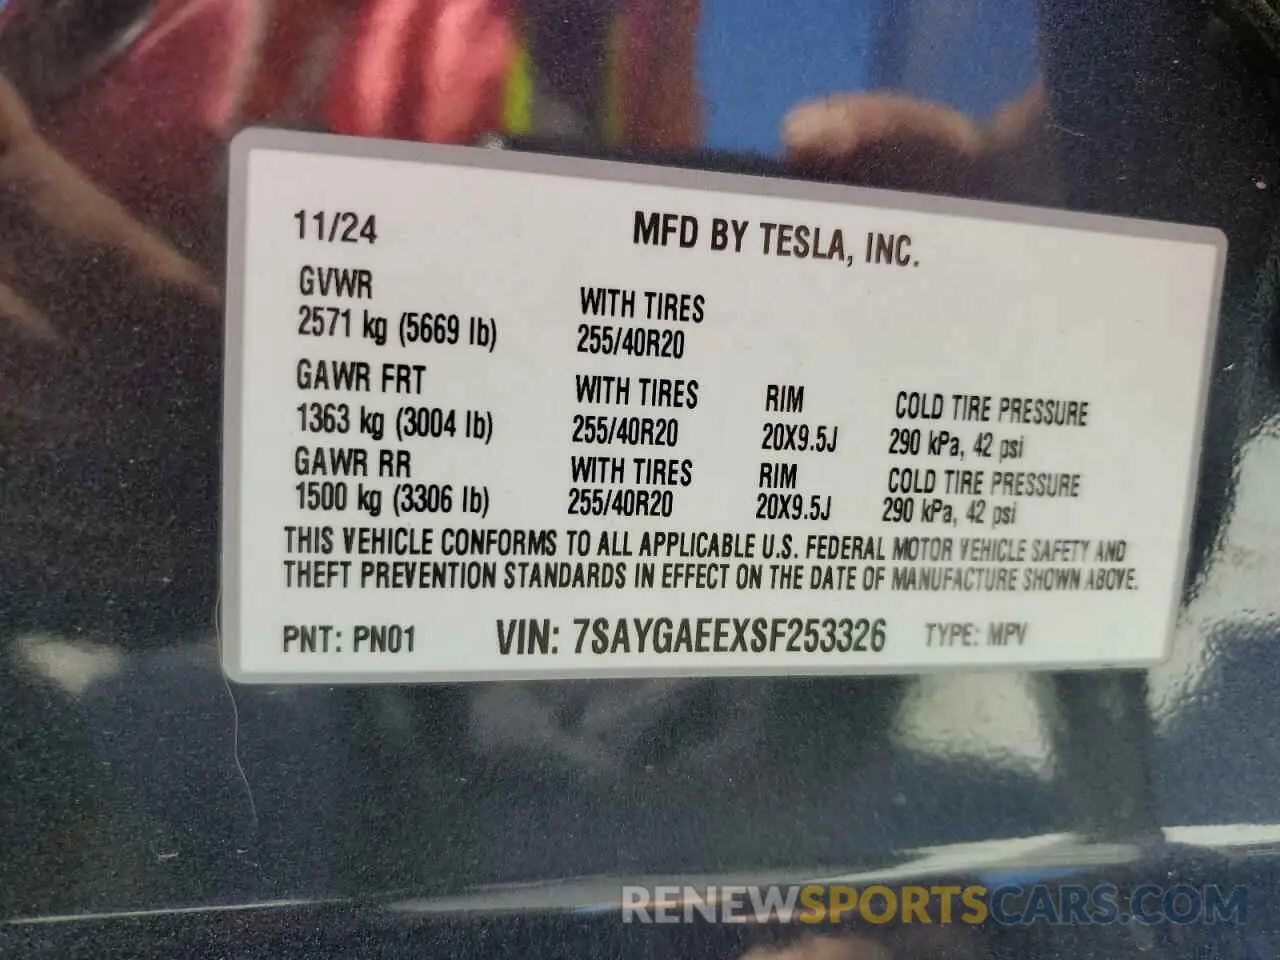 11/24 MFD BY TESLA, INC.
GVWR WITH TIRES
2571 kg (5669 lb) 255/40R20
GAWR FRT WITH TIRES RIM COLD TIRE PRESSURE
1363 kg (3004 lb) 255/40R20 20X9.5J 290 kPa, 42 psi
GAWR RR WITH TIRES RIM COLD TIRE PRESSURE
1500 kg (3306 lb) 255/40R20 20X9.5J 290 kPa, 42 psi
THIS VEHICLE CONFORMS TO ALL APPLICABLE U.S. FEDERAL MOTOR VEHICLE SAFETY AND
THEFT PREVENTION STANDARDS IN EFFECT ON THE DATE OF MANUFACTURE SHOWN ABOVE.
PNT: PN01 VIN: 7SAYGAEEXSF253326 TYPE: MPV
RENEWSPORTSCARS.COM